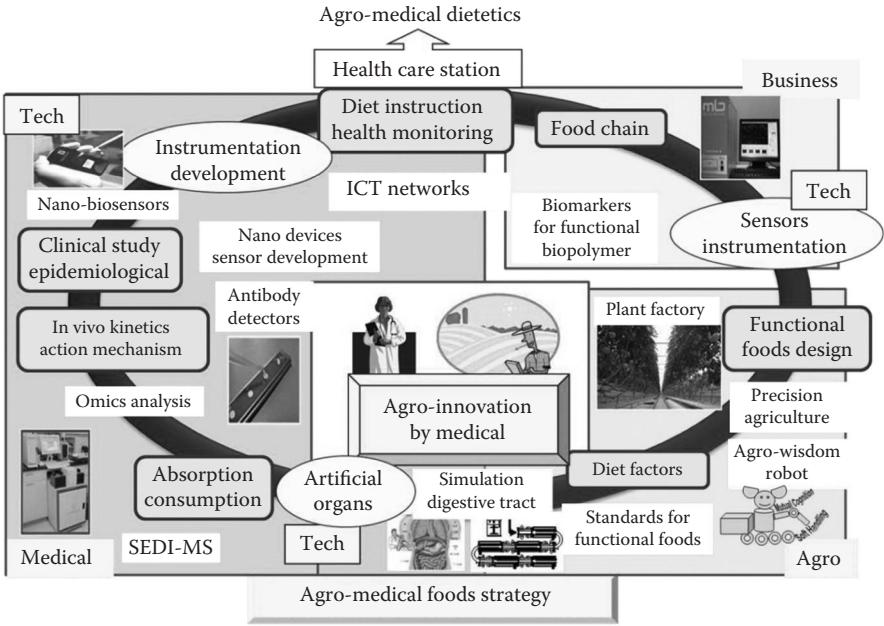 Agro-medical dietetics
Health care station
Business
Tech
Diet instruction
health monitoring
Food chain
Instrumentation
development
ICT networks
Tech
Nano-biosensors
Biomarkers
for functional
biopolymer
Sensors
instrumentation
Clinical study
epidemiological
Nano devices
sensor development
Antibody
detectors
Plant factory
In vivo kinetics
action mechanism
Functional
foods design
Omics analysis
Agro-innovation
by medical
Precision
agriculture
Absorption
consumption
Artificial
organs
Simulation
digestive tract
Diet factors
Agro-wisdom
robot
Mutual Cognition
Soft Handling
Standards for
functional foods
Tech
Medical
SEDI-MS
Agro
Agro-medical foods strategy